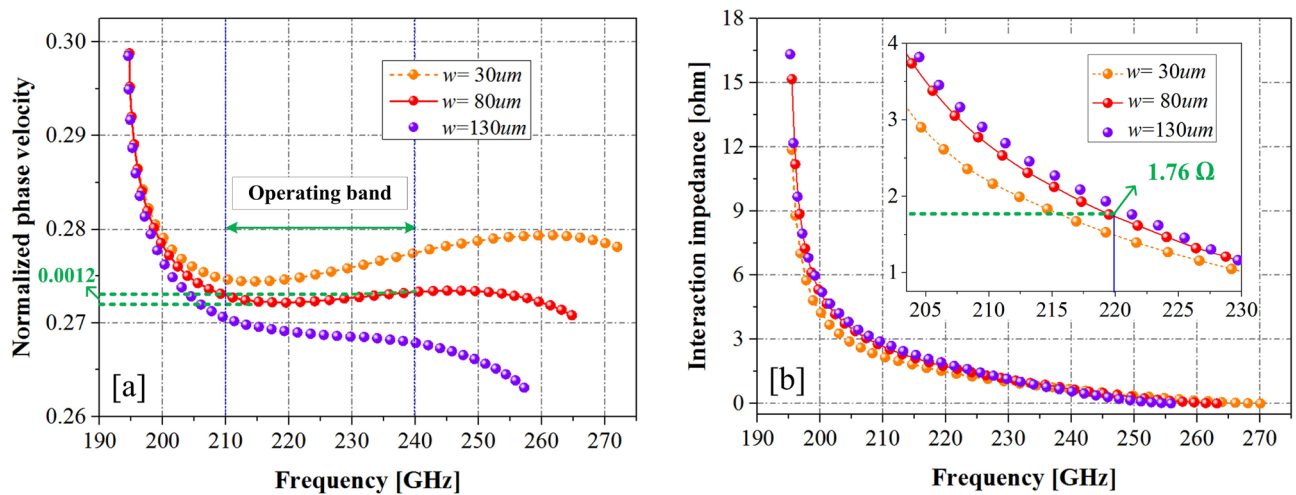 Normalized phase velocity
0.30
0.29
0.28
0.27
0.26
0.0012
w= 30um
w= 80um
w=130um
Operating band
[a]
190 200 210 220 230 240 250 260 270
Frequency [GHz]
Interaction impedance [ohm]
18
15
12
9
6
3
0
4
3
2
1
w= 30um
w= 80um
w=130um
1.76 Ω
205 210 215 220 225 230
[b]
190 200 210 220 230 240 250 260 270
Frequency [GHz]